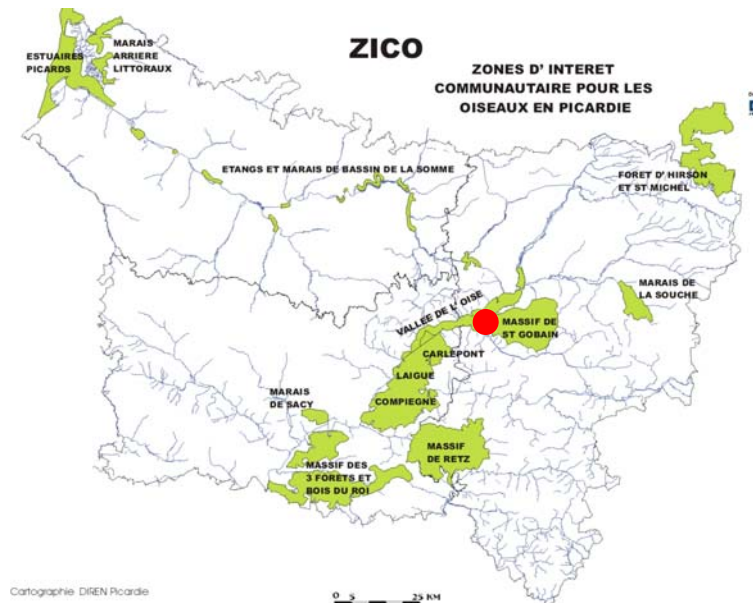 ZICO
ZONES D' INTERET
COMMUNAUTAIRE POUR LES
OISEAUX EN PICARDIE
ESTUAIRES
PICARDS
MARAIS
ARRIERE
LITTORAUX
ETANGS ET MARAIS DE BASSIN DE LA SOMME
FORET D' HIRSON
ET ST MICHEL
MARAIS DE
LA SOUCHE
VALLEE DE L' OISE
MASSIF DE
ST GOBAIN
CARLEPONT
LAIGUE
COMPIEGNE
MARAIS
DE SACY
MASSIF
DE RETZ
MASSIF DES
3 FORETS ET
BOIS DU ROI
Cartographie DIREN Picardie
0 5 25 KM